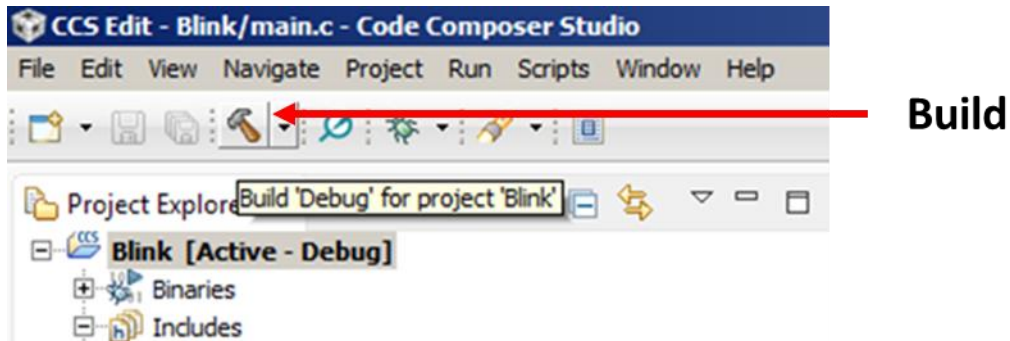 CCS Edit - Blink/main.c - Code Composer Studio
File Edit View Navigate Project Run Scripts Window Help
Build
Project Explore
Build 'Debug' for project 'Blink'
CCS
Blink [Active - Debug]
Binaries
h
Includes